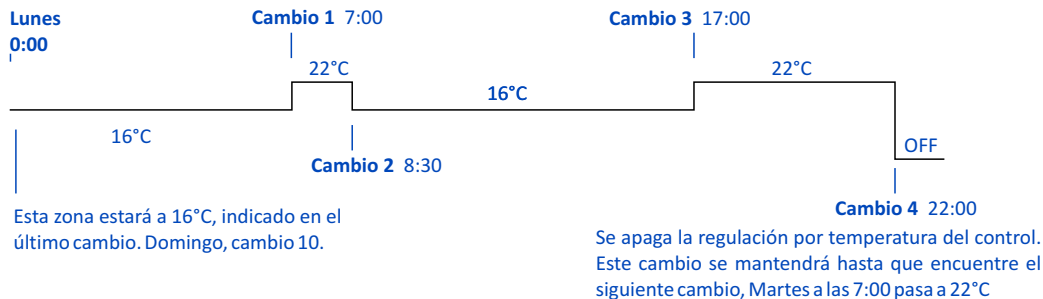 Lunes
0:00
Cambio 1 7:00
Cambio 3 17:00
22°C
16°C
22°C
16°C
OFF
Cambio 2 8:30
Cambio 4 22:00
Esta zona estará a 16°C, indicado en el
último cambio. Domingo, cambio 10.
Se apaga la regulación por temperatura del control.
Este cambio se mantendrá hasta que encuentre el
siguiente cambio, Martes a las 7:00 pasa a 22°C